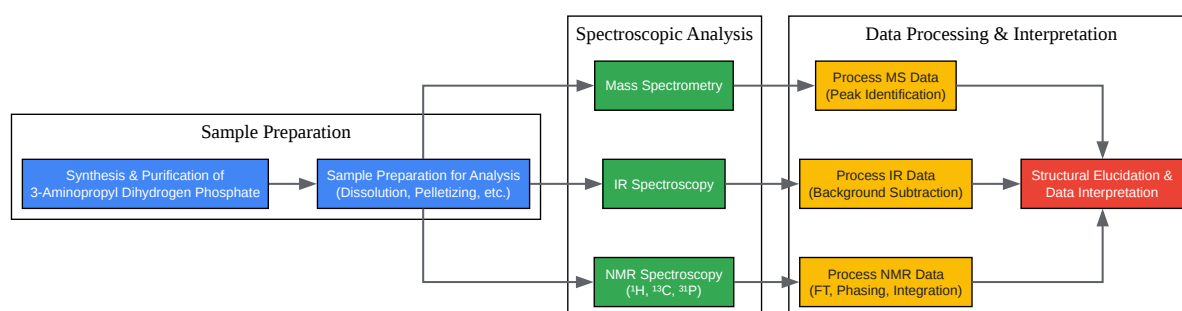 Sample Preparation
Synthesis & Purification of
3-Aminopropyl Dihydrogen Phosphate
Sample Preparation for Analysis
(Dissolution, Pelletizing, etc.)
Spectroscopic Analysis
Mass Spectrometry
IR Spectroscopy
NMR Spectroscopy
(¹H, ¹³C, ³¹P)
Data Processing & Interpretation
Process MS Data
(Peak Identification)
Process IR Data
(Background Subtraction)
Process NMR Data
(FT, Phasing, Integration)
Structural Elucidation &
Data Interpretation